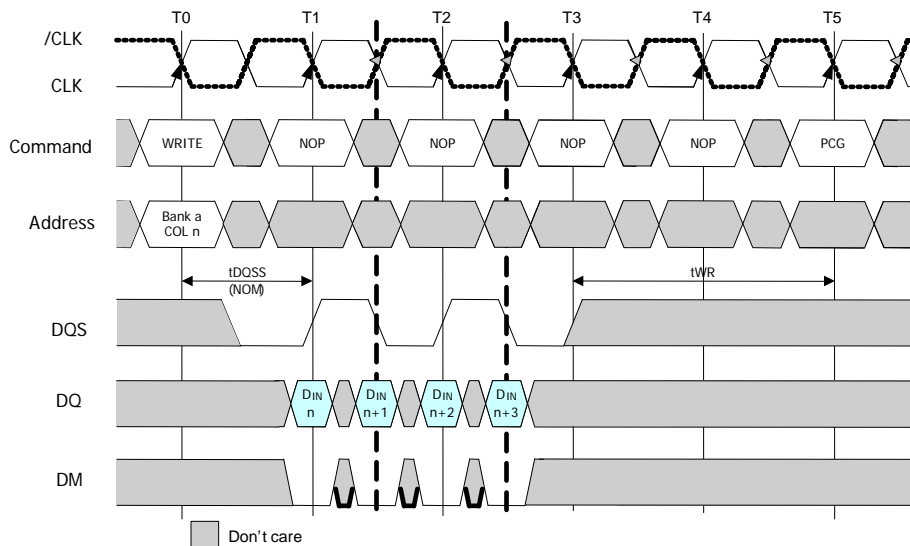 T0 T1 T2 T3 T4 T5
/CLK
CLK
Command WRITE NOP NOP NOP NOP PCG
Address Bank a
COL n
tDQSS
(NOM)
tWR
DQS
DQ DIN
n DIN
n+1 DIN
n+2 DIN
n+3
DM
Don't care